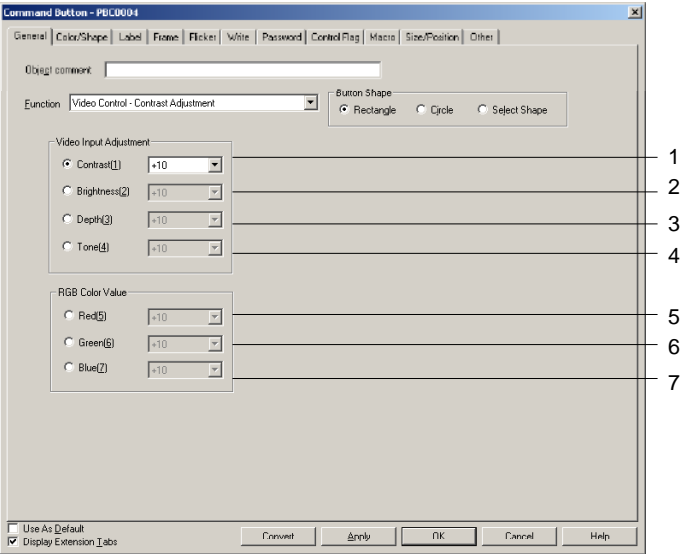 Command Button - PBC0004
General Color/Shape Label Frame Flicker Write Password Control Flag Macro Size/Position Other
Object comment
Function Video Control - Contrast Adjustment
Button Shape
Rectangle Circle Select Shape
Video Input Adjustment
Contrast(1) +10 1
Brightness(2) +10 2
Depth(3) +10 3
Tone(4) +10 4
RGB Color Value
Red(5) +10 5
Green(6) +10 6
Blue(7) +10 7
Use As Default
Display Extension Tabs
Convert Apply OK Cancel Help